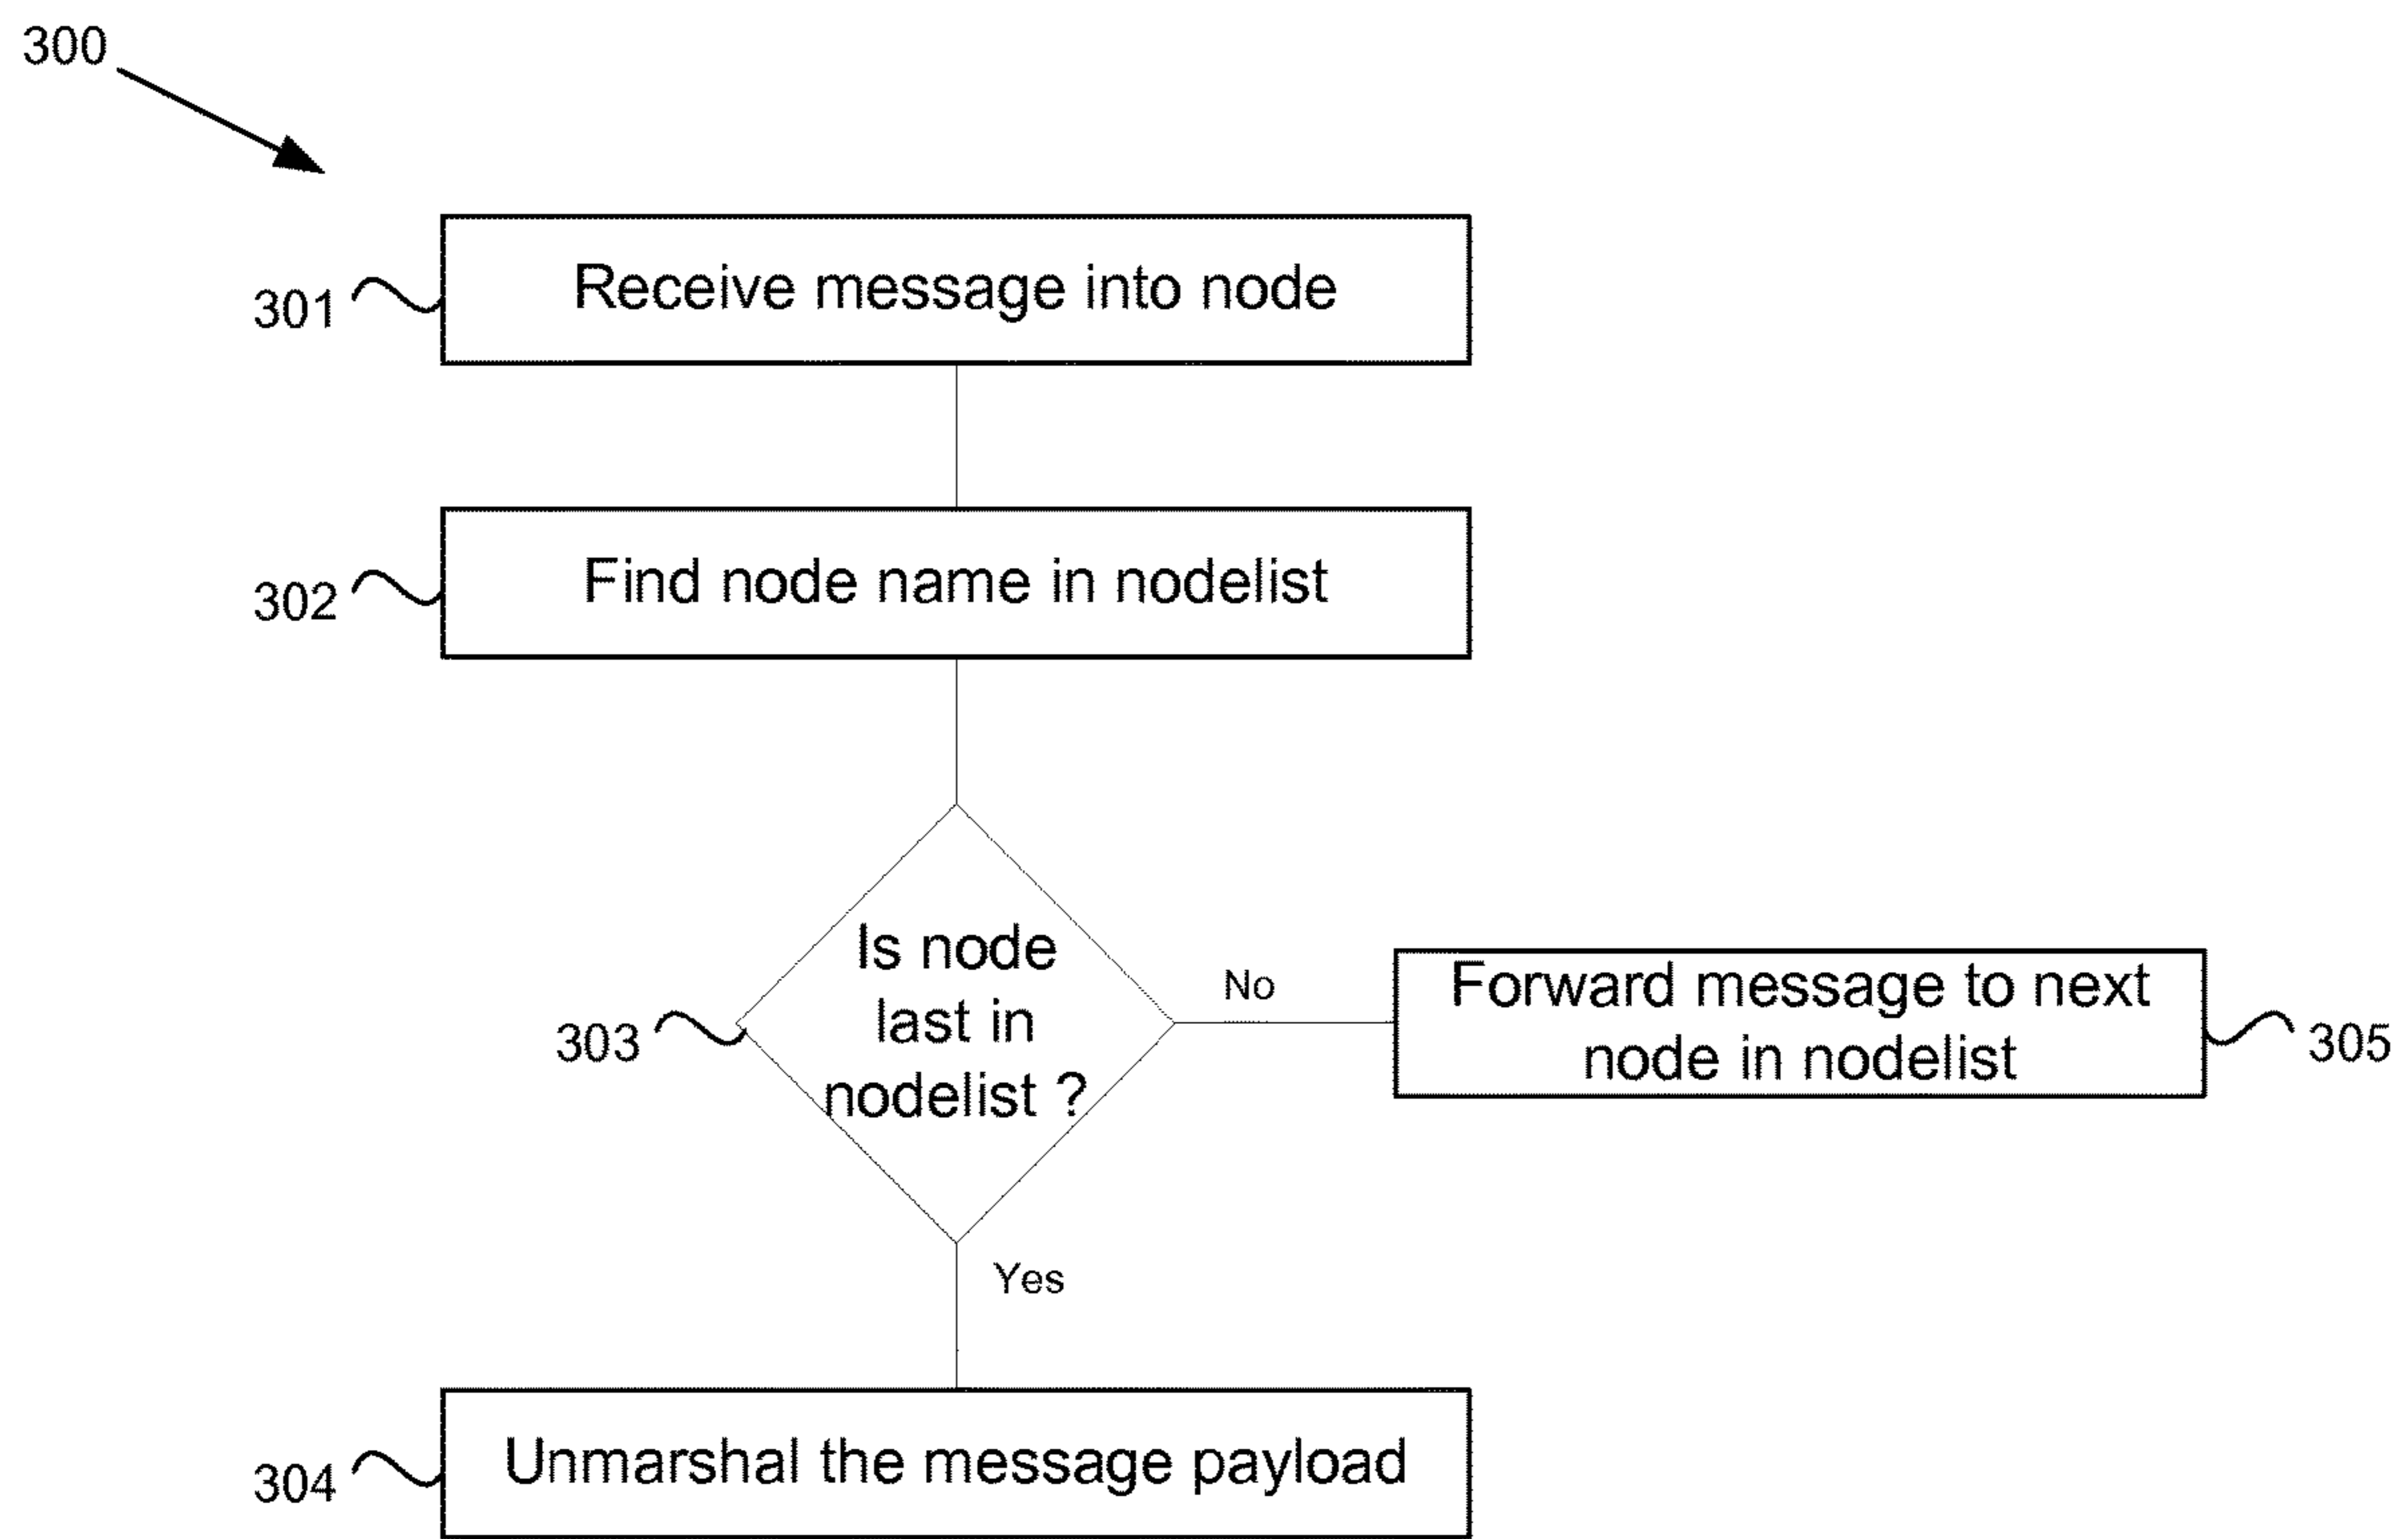 300
Receive message into node
301
Find node name in nodelist
302
Is node
last in
nodelist ?
303
No
Forward message to next
node in nodelist
305
Yes
Unmarshal the message payload
304